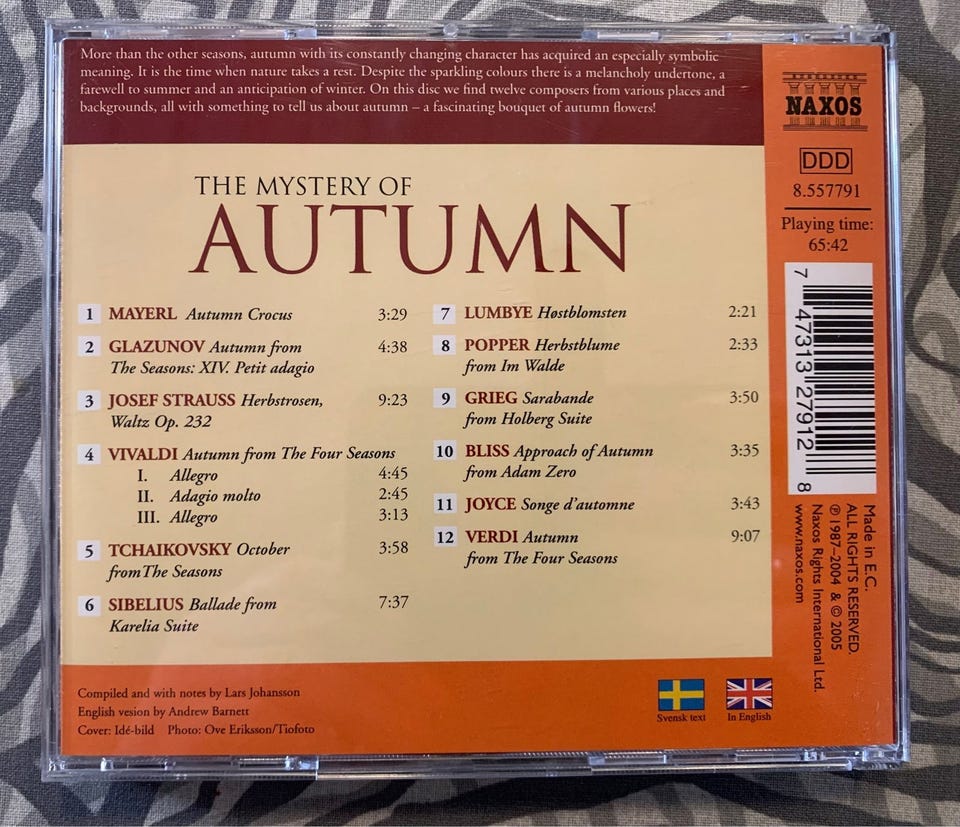 More than the other seasons, autumn with its constantly changing character has acquired an especially symbolic
meaning. It is the time when nature takes a rest. Despite the sparkling colours there is a melancholy undertone, a
farewell to summer and an anticipation of winter. On this disc we find twelve composers from various places and
backgrounds, all with something to tell us about autumn – a fascinating bouquet of autumn flowers!
THE MYSTERY OF
AUTUMN
1 MAYERL Autumn Crocus 3:29
2 GLAZUNOV Autumn from 4:38
The Seasons: XIV. Petit adagio
3 JOSEF STRAUSS Herbstrosen, 9:23
Waltz Op. 232
4 VIVALDI Autumn from The Four Seasons
I. Allegro 4:45
II. Adagio molto 2:45
III. Allegro 3:13
5 TCHAIKOVSKY October 3:58
fromThe Seasons
6 SIBELIUS Ballade from 7:37
Karelia Suite
7 LUMBYE Høstblomsten 2:21
8 POPPER Herbstblume 2:33
from Im Walde
9 GRIEG Sarabande 3:50
from Holberg Suite
10 BLISS Approach of Autumn 3:35
from Adam Zero
11 JOYCE Songe d'automne 3:43
12 VERDI Autumn 9:07
from The Four Seasons
Compiled and with notes by Lars Johansson
English vesion by Andrew Barnett
Cover: Idé-bild Photo: Ove Eriksson/Tiofoto
Svensk text
In English
NAXOS
DDD
8.557791
Playing time:
65:42
7 47313 27912 8
Made in E.C.
ALL RIGHTS RESERVED.
℗ 1987–2004 & © 2005
Naxos Rights International Ltd.
www.naxos.com